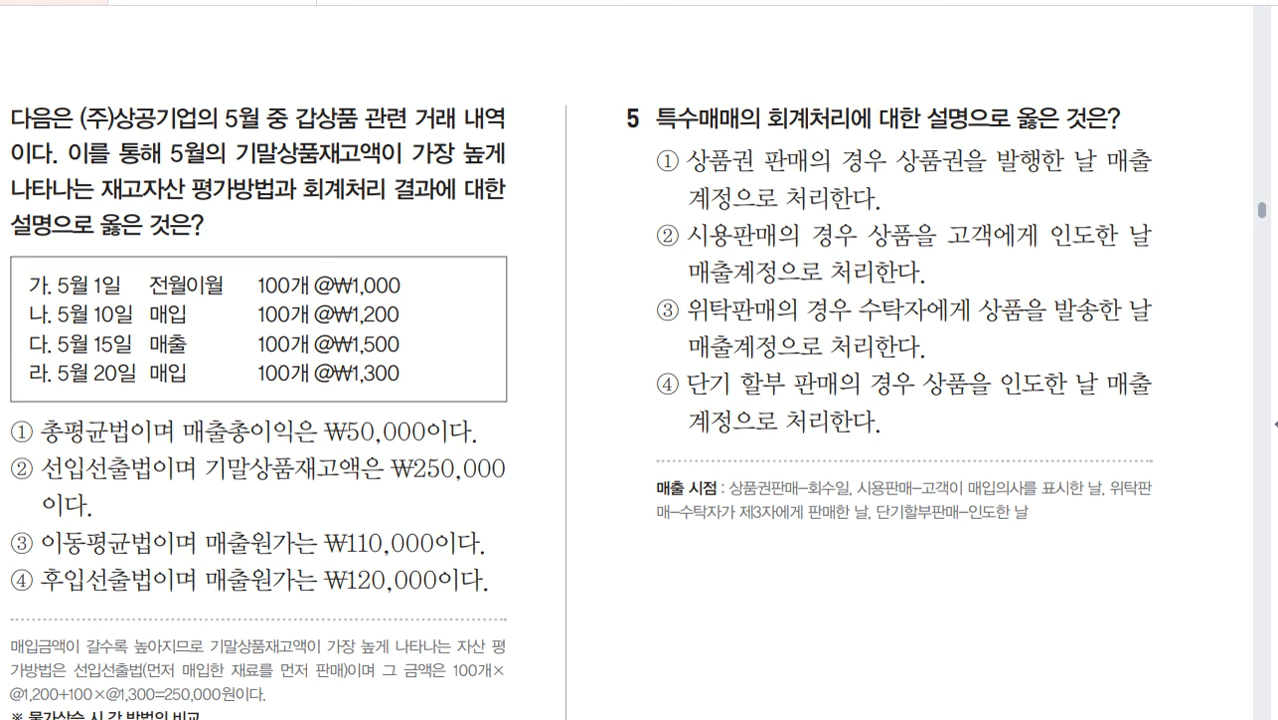 다음은 (주)상공기업의 5월 중 갑상품 관련 거래 내역
이다. 이를 통해 5월의 기말상품재고액이 가장 높게
나타나는 재고자산 평가방법과 회계처리 결과에 대한
설명으로 옳은 것은?
가. 5월 1일 전월이월 100개 @₩1,000
나. 5월 10일 매입 100개 @₩1,200
다. 5월 15일 매출 100개 @₩1,500
라. 5월 20일 매입 100개 @₩1,300
① 총평균법이며 매출총이익은 ₩50,000이다.
② 선입선출법이며 기말상품재고액은 ₩250,000
이다.
③ 이동평균법이며 매출원가는 ₩110,000이다.
④ 후입선출법이며 매출원가는 ₩120,000이다.
매입금액이 갈수록 높아지므로 기말상품재고액이 가장 높게 나타나는 자산 평
가방법은 선입선출법(먼저 매입한 재료를 먼저 판매)이며 그 금액은 100개×
@1,200+100×@1,300=250,000원이다.
※ 물가상승 시 각 방법의 비교
5 특수매매의 회계처리에 대한 설명으로 옳은 것은?
① 상품권 판매의 경우 상품권을 발행한 날 매출
계정으로 처리한다.
② 시용판매의 경우 상품을 고객에게 인도한 날
매출계정으로 처리한다.
③ 위탁판매의 경우 수탁자에게 상품을 발송한 날
매출계정으로 처리한다.
④ 단기 할부 판매의 경우 상품을 인도한 날 매출
계정으로 처리한다.
매출 시점 : 상품권판매–회수일, 시용판매–고객이 매입의사를 표시한 날, 위탁판
매–수탁자가 제3자에게 판매한 날, 단기할부판매–인도한 날